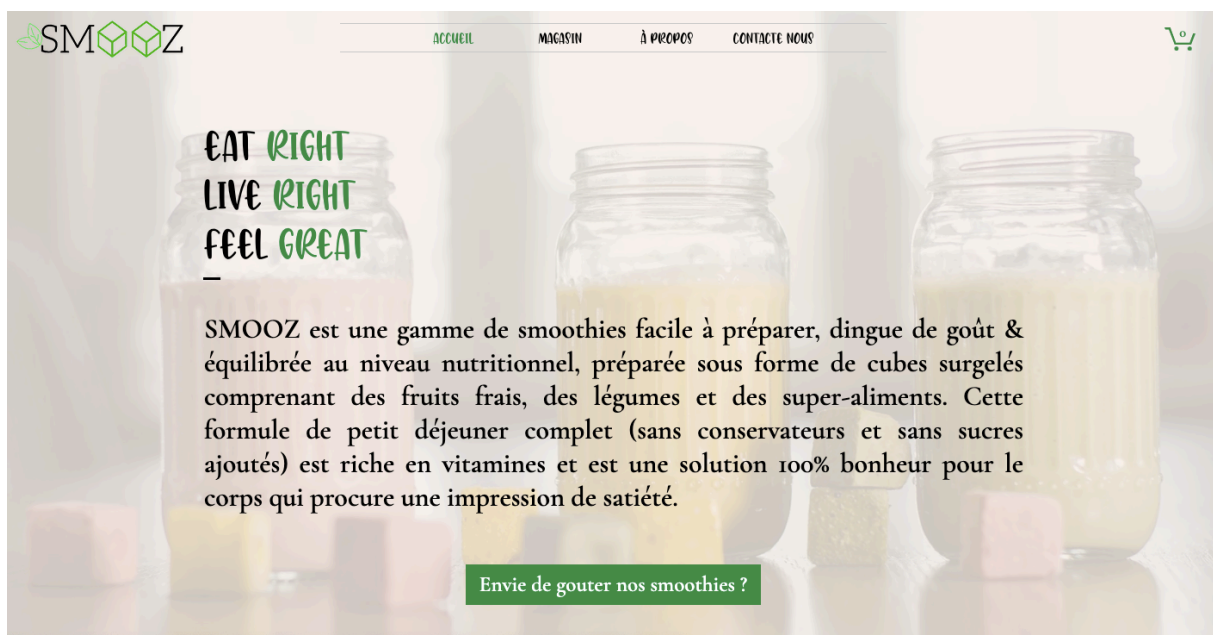 SMOOZ
ACCUEIL MAGASIN À PROPOS CONTACTE NOUS
0
EAT RIGHT
LIVE RIGHT
FEEL GREAT
SMOOZ est une gamme de smoothies facile à préparer, dingue de goût &
équilibrée au niveau nutritionnel, préparée sous forme de cubes surgelés
comprenant des fruits frais, des légumes et des super-aliments. Cette
formule de petit déjeuner complet (sans conservateurs et sans sucres
ajoutés) est riche en vitamines et est une solution 100% bonheur pour le
corps qui procure une impression de satiété.
Envie de gouter nos smoothies ?